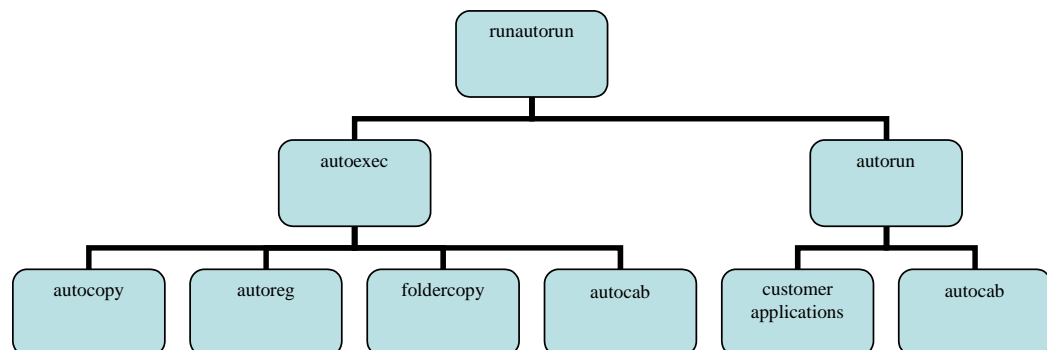 runautorun
autoexec
autorun
autocopy
autoreg
foldercopy
autocab
customer
applications
autocab